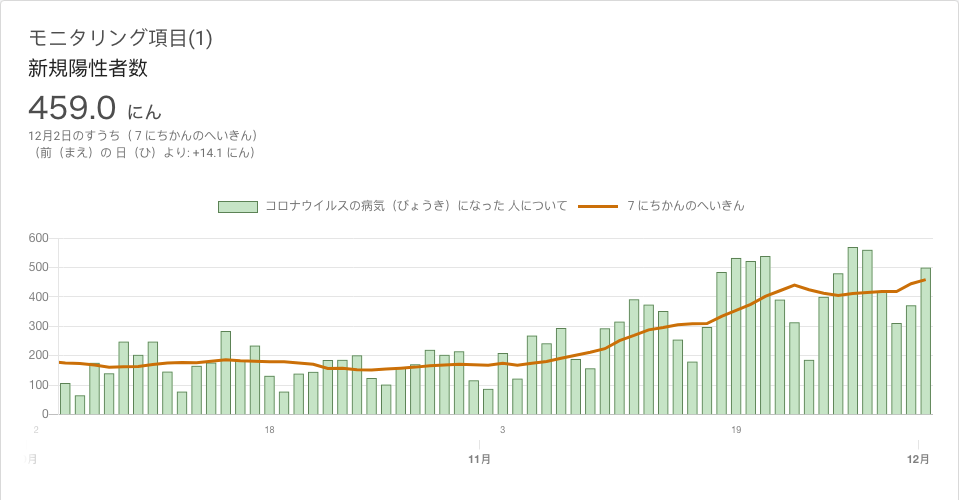 モニタリング項目(1)
新規陽性者数
459.0 にん
12月2日のすうち（７にちかんのへいきん）
（前（まえ）の 日（ひ）より: +14.1 にん）
コロナウイルスの病気（びょうき）になった 人について ７にちかんのへいきん
600
500
400
300
200
100
0
2 18 3 19
月 11月 12月